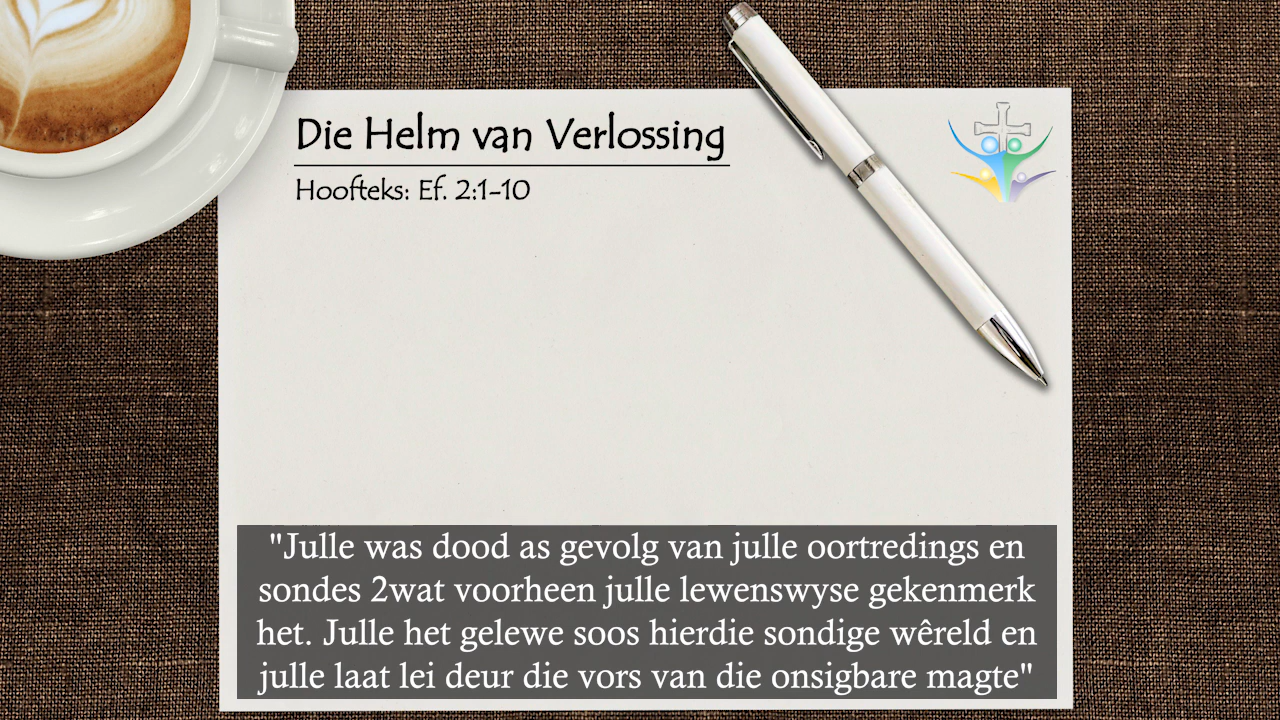 Die Helm van Verlossing
Hoofteks: Ef. 2:1-10
"Julle was dood as gevolg van julle oortredings en
sondes 2wat voorheen julle lewenswyse gekenmerk
het. Julle het gelewe soos hierdie sondige wêreld en
julle laat lei deur die vors van die onsigbare magte"